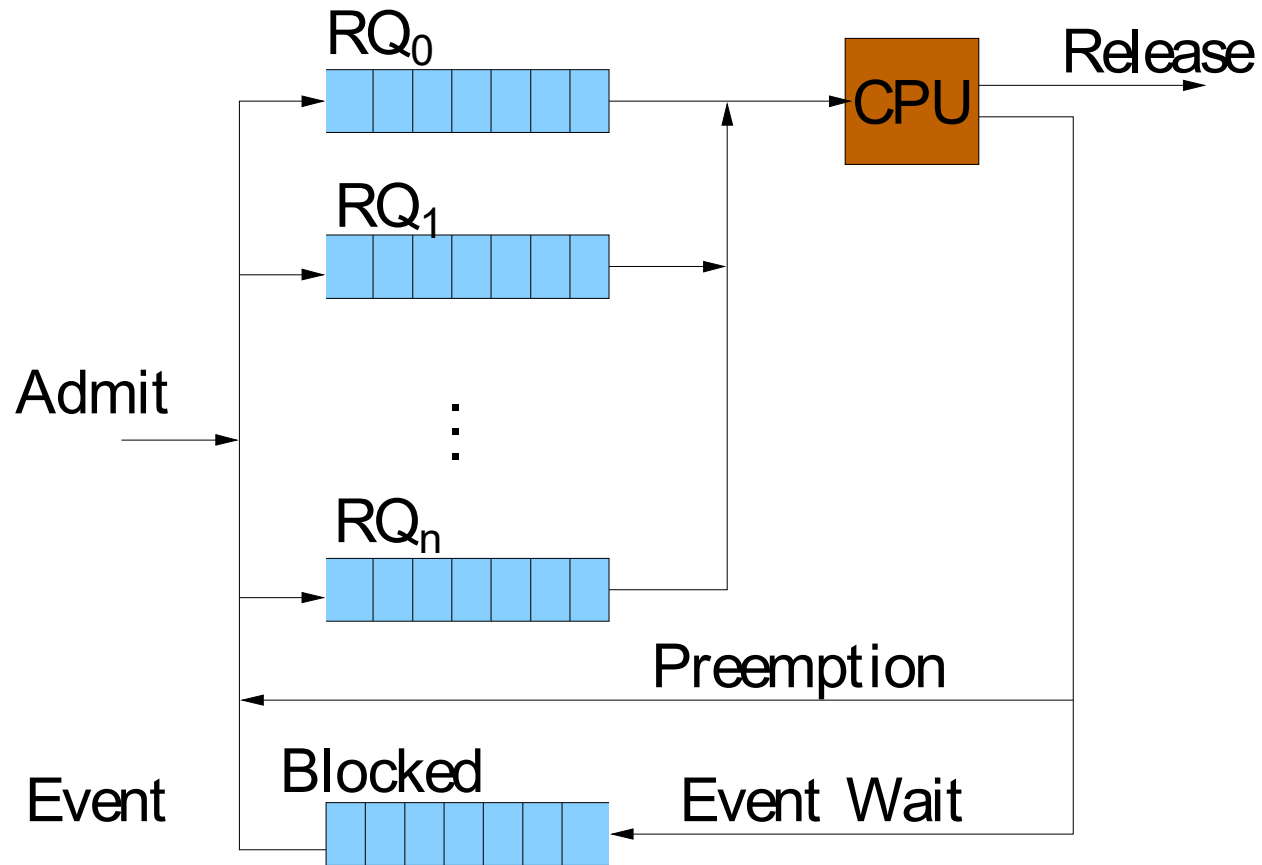 RQ₀
Release
CPU
RQ₁
Admit
RQₙ
Preemption
Blocked
Event
Event Wait